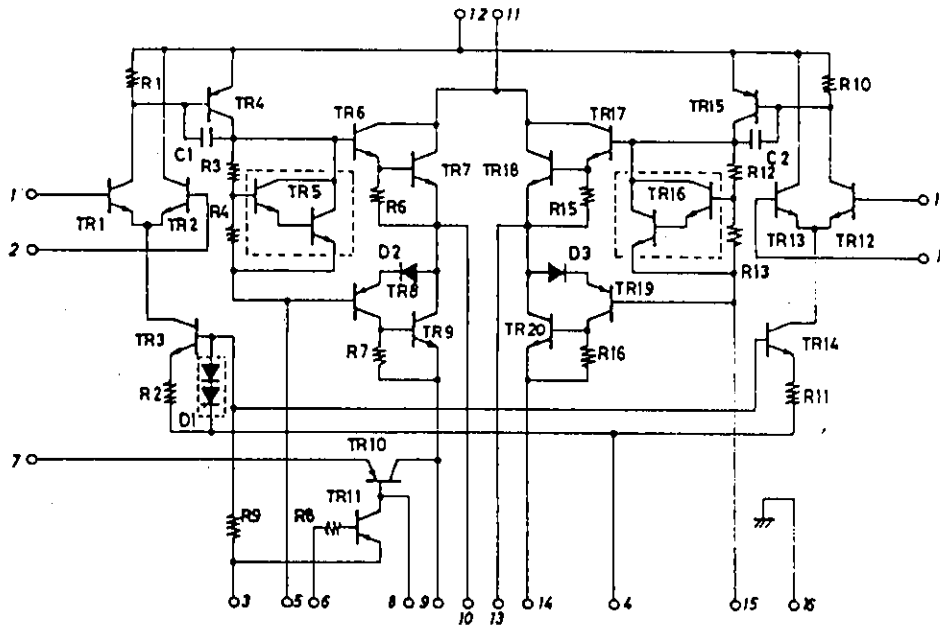 12 11
R1
TR4
TR6
TR17
TR15
R10
C1
R3
TR5
TR7
TR18
TR16
R12
C2
1
TR1
TR2
R4
R6
R15
TR13
TR12
1
2
D2
D3
R13
1
TR8
TR19
TR3
TR9
TR20
TR14
R7
R16
R2
D1
R11
7
TR10
TR11
R9
R8
3 5 6 8 9 10 13 14 4 15 16